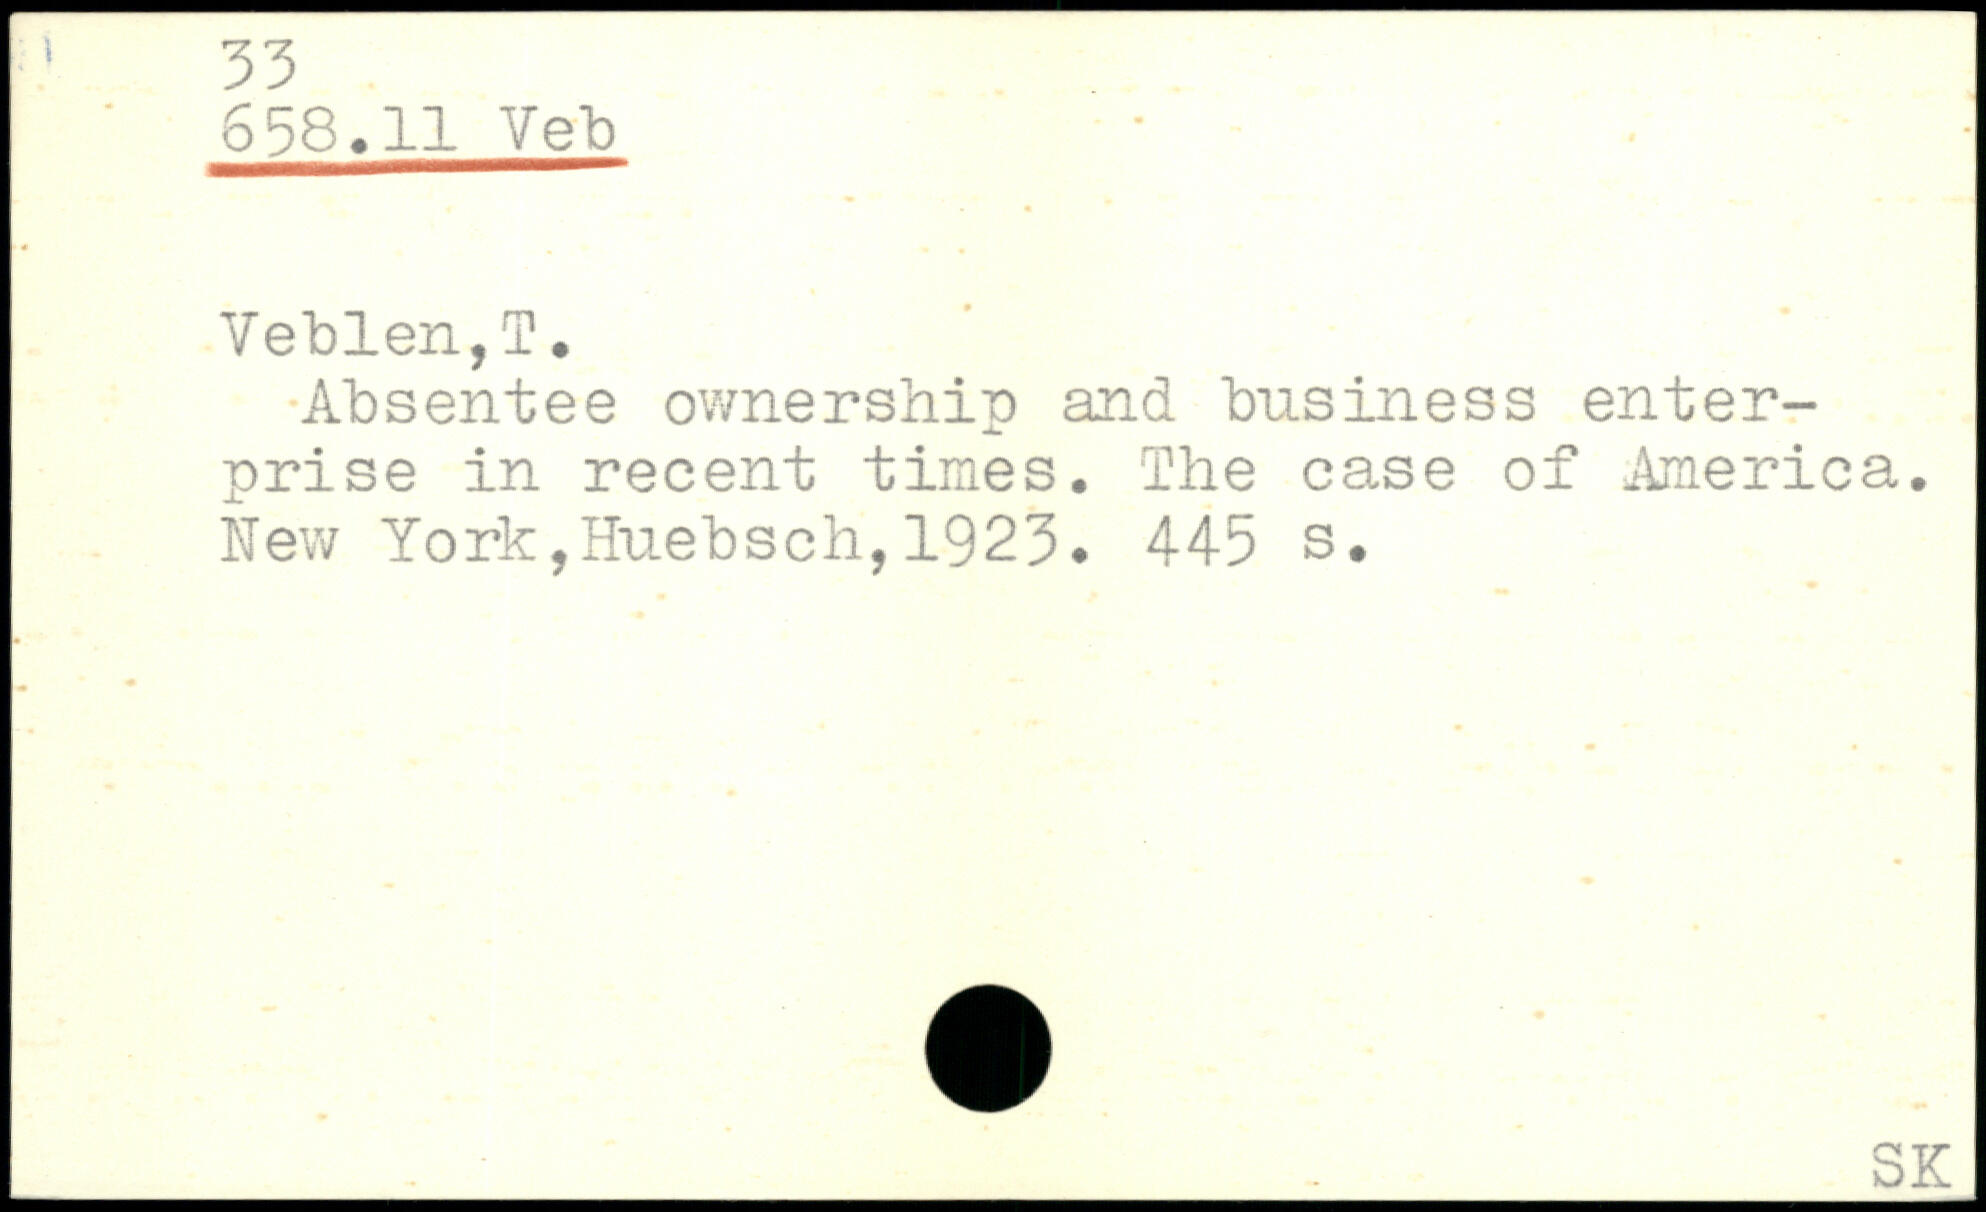 33
658.11 Veb
Veblen,T.
Absentee ownership and business enter-
prise in recent times. The case of America.
New York,Huebsch,1923. 445 s.
SK